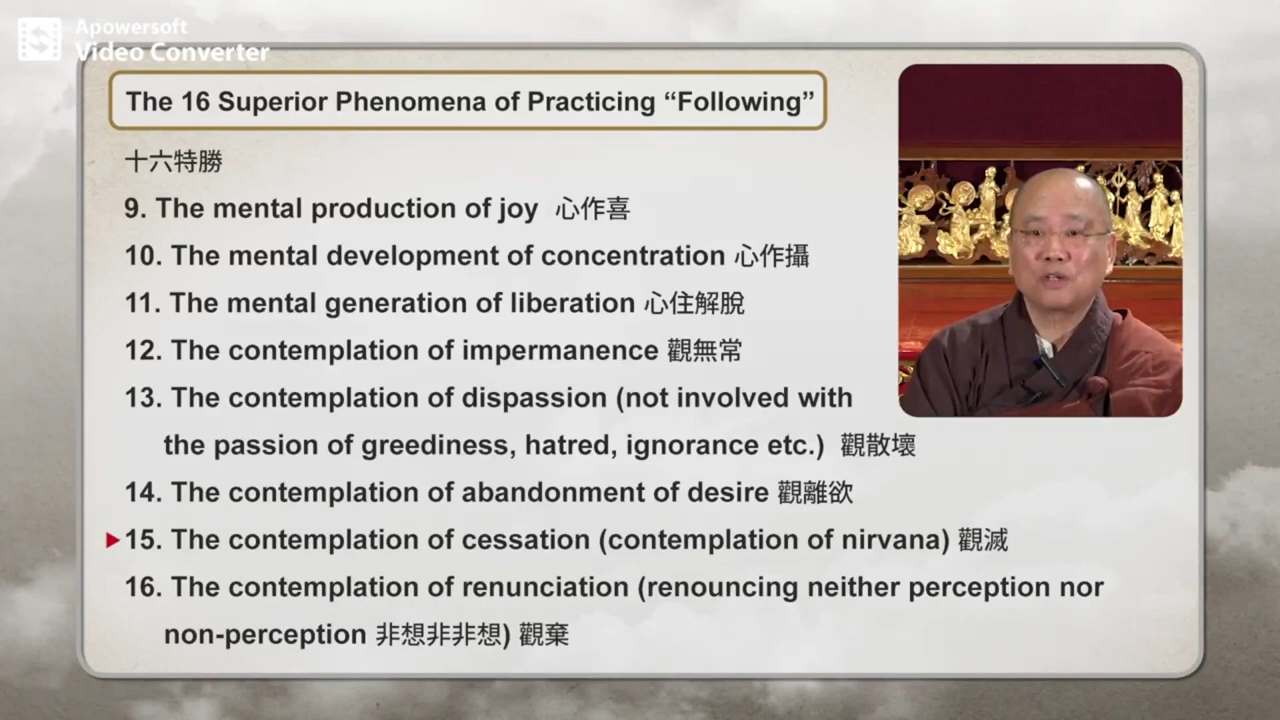 Apowersoft
Video Converter
The 16 Superior Phenomena of Practicing “Following”
十六特勝
9. The mental production of joy 心作喜
10. The mental development of concentration 心作攝
11. The mental generation of liberation 心住解脫
12. The contemplation of impermanence 觀無常
13. The contemplation of dispassion (not involved with
the passion of greediness, hatred, ignorance etc.) 觀散壞
14. The contemplation of abandonment of desire 觀離欲
15. The contemplation of cessation (contemplation of nirvana) 觀滅
16. The contemplation of renunciation (renouncing neither perception nor
non-perception 非想非非想) 觀棄